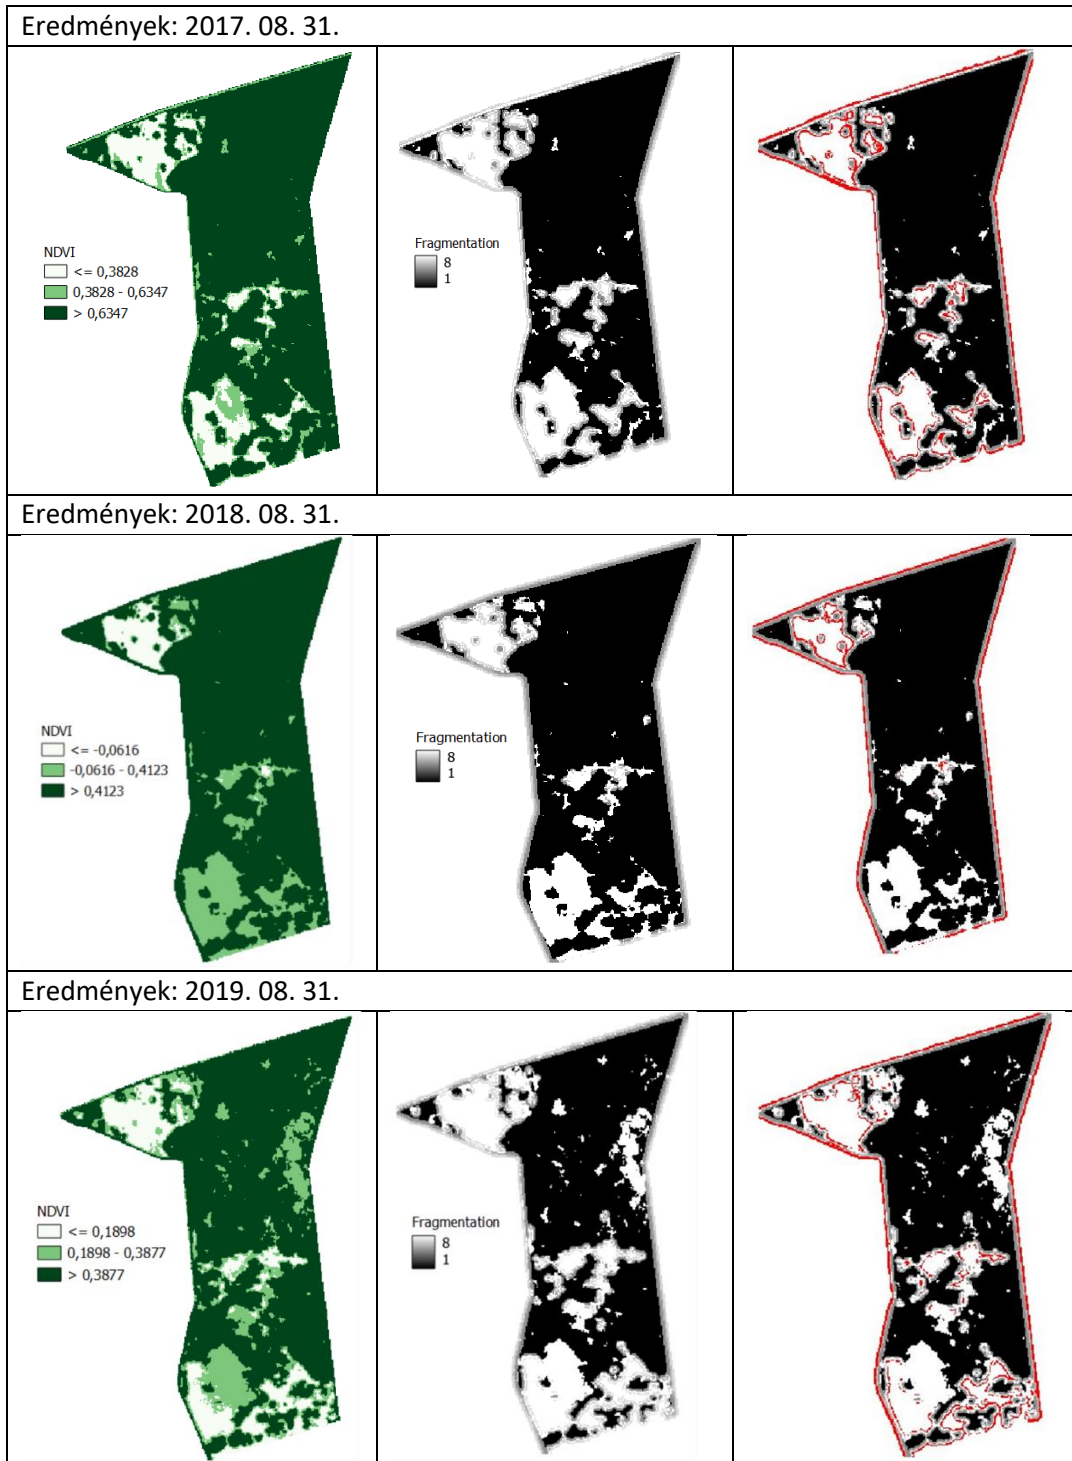 Eredmények: 2017. 08. 31.
NDVI
<= 0,3828
0,3828 - 0,6347
> 0,6347
Fragmentation
8
1
Eredmények: 2018. 08. 31.
NDVI
<= -0,0616
-0,0616 - 0,4123
> 0,4123
Fragmentation
8
1
Eredmények: 2019. 08. 31.
NDVI
<= 0,1898
0,1898 - 0,3877
> 0,3877
Fragmentation
8
1